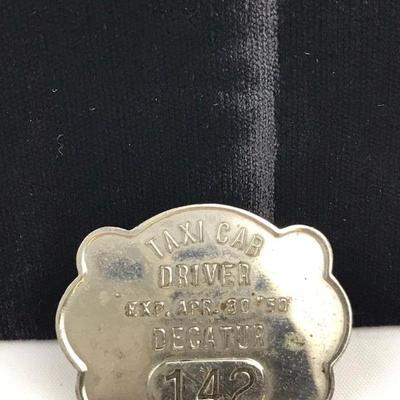 TAXI CAB
DRIVER
EXP. APR. 30 '50
DECATUR
142